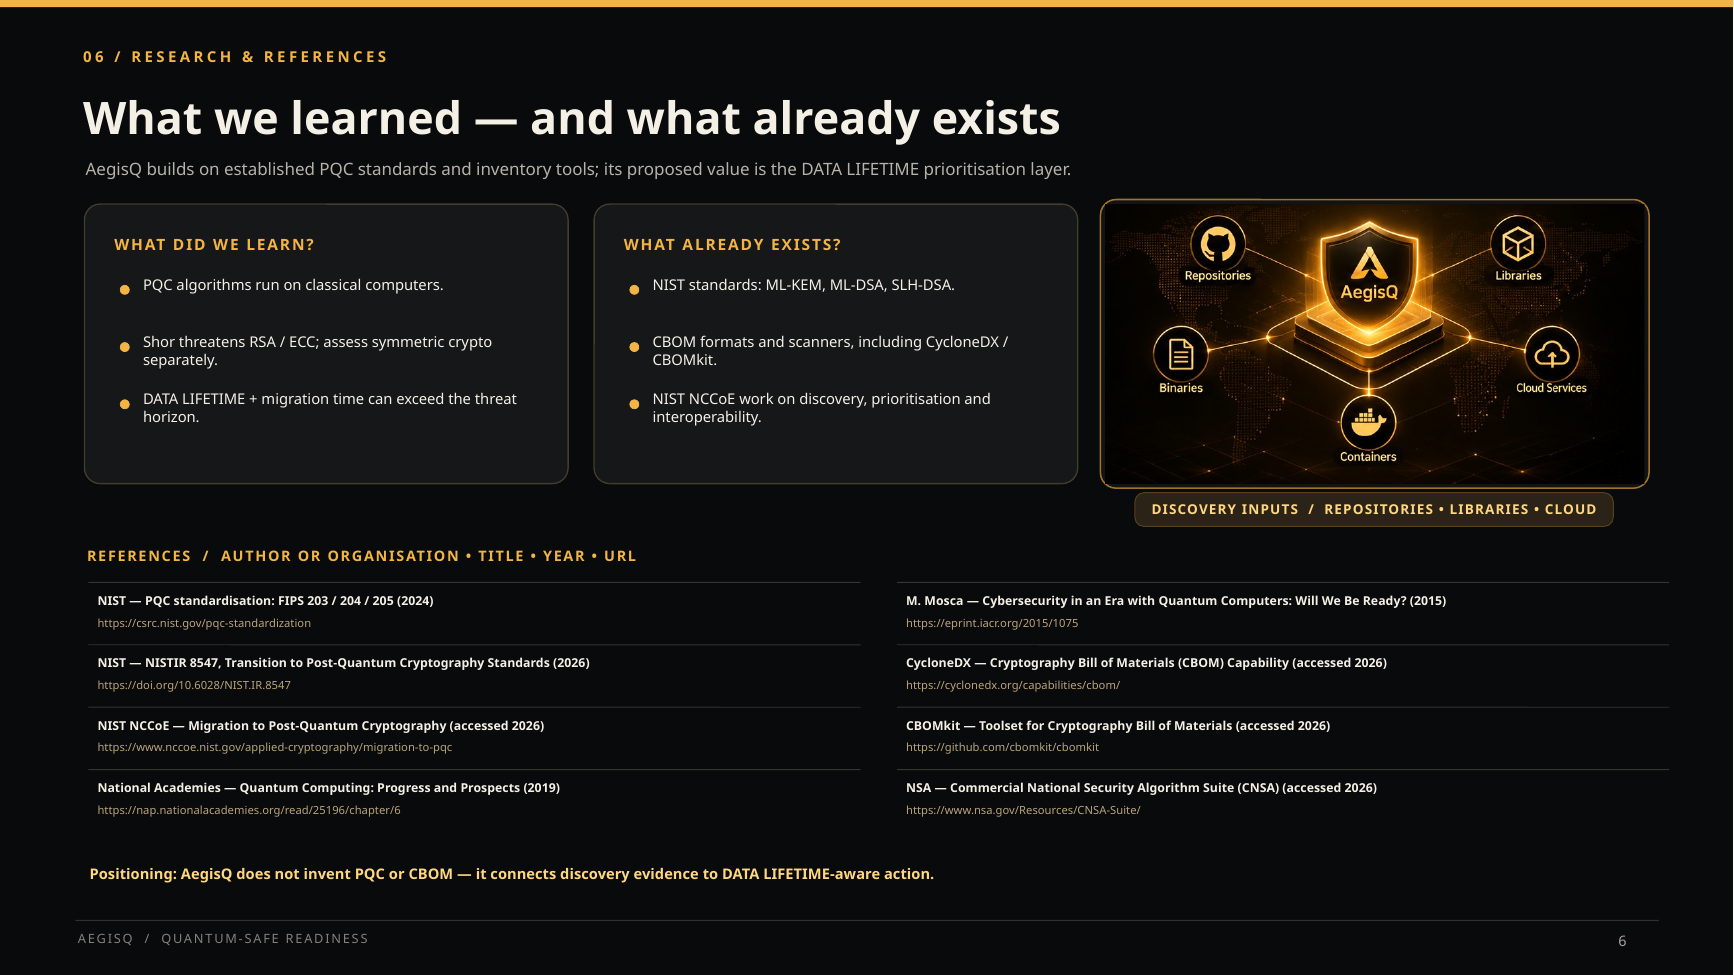 06 / RESEARCH & REFERENCES
What we learned — and what already exists
AegisQ builds on established PQC standards and inventory tools; its proposed value is the DATA LIFETIME prioritisation layer.
WHAT DID WE LEARN?
PQC algorithms run on classical computers.
Shor threatens RSA / ECC; assess symmetric crypto
separately.
DATA LIFETIME + migration time can exceed the threat
horizon.
WHAT ALREADY EXISTS?
NIST standards: ML-KEM, ML-DSA, SLH-DSA.
CBOM formats and scanners, including CycloneDX /
CBOMkit.
NIST NCCoE work on discovery, prioritisation and
interoperability.
Repositories
AegisQ
Libraries
Binaries
Cloud Services
Containers
DISCOVERY INPUTS / REPOSITORIES • LIBRARIES • CLOUD
REFERENCES / AUTHOR OR ORGANISATION • TITLE • YEAR • URL
NIST — PQC standardisation: FIPS 203 / 204 / 205 (2024)
https://csrc.nist.gov/pqc-standardization
NIST — NISTIR 8547, Transition to Post-Quantum Cryptography Standards (2026)
https://doi.org/10.6028/NIST.IR.8547
NIST NCCoE — Migration to Post-Quantum Cryptography (accessed 2026)
https://www.nccoe.nist.gov/applied-cryptography/migration-to-pqc
National Academies — Quantum Computing: Progress and Prospects (2019)
https://nap.nationalacademies.org/read/25196/chapter/6
M. Mosca — Cybersecurity in an Era with Quantum Computers: Will We Be Ready? (2015)
https://eprint.iacr.org/2015/1075
CycloneDX — Cryptography Bill of Materials (CBOM) Capability (accessed 2026)
https://cyclonedx.org/capabilities/cbom/
CBOMkit — Toolset for Cryptography Bill of Materials (accessed 2026)
https://github.com/cbomkit/cbomkit
NSA — Commercial National Security Algorithm Suite (CNSA) (accessed 2026)
https://www.nsa.gov/Resources/CNSA-Suite/
Positioning: AegisQ does not invent PQC or CBOM — it connects discovery evidence to DATA LIFETIME-aware action.
AEGISQ / QUANTUM-SAFE READINESS
6